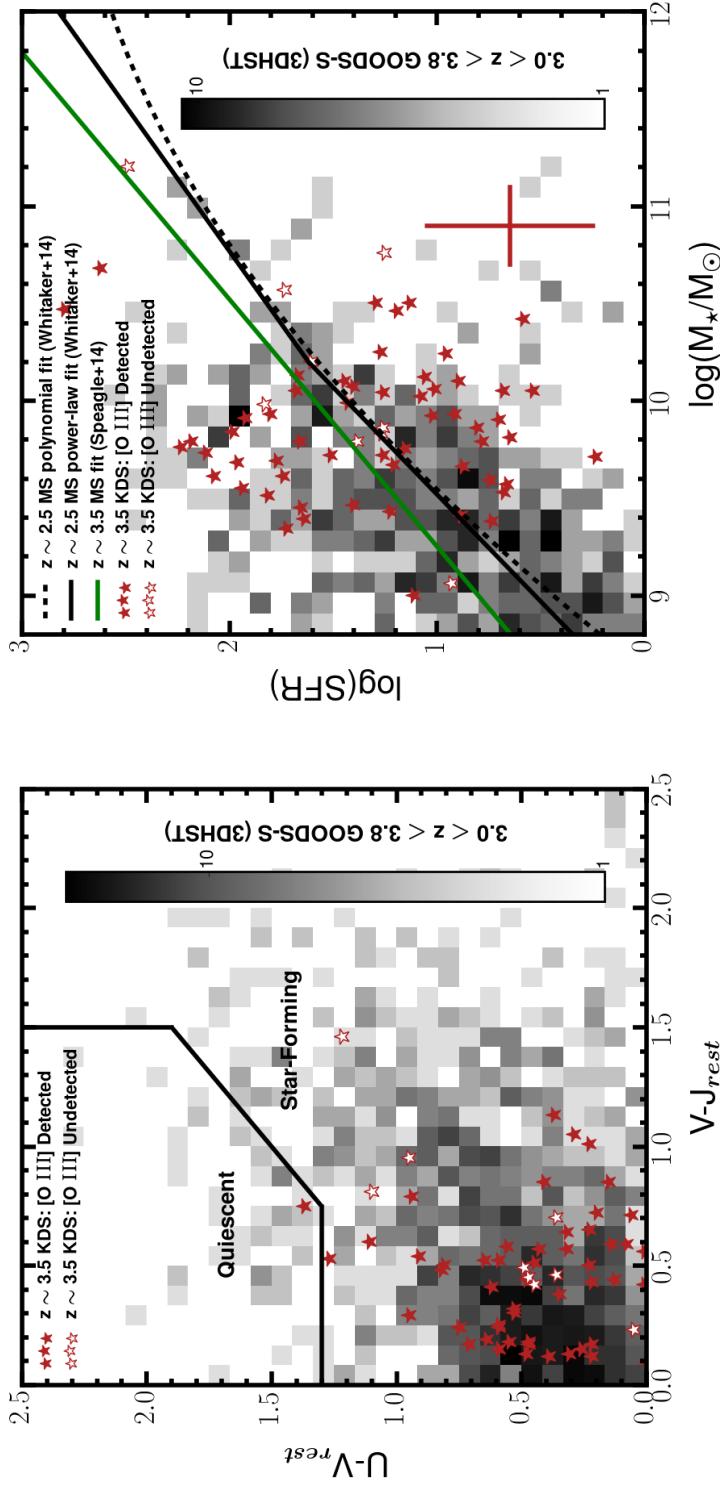 2.5
2.0
1.5
1.0
0.5
0.0
U-V_rest
★★★ z ∼ 3.5 KDS: [O III] Detected
☆☆☆ z ∼ 3.5 KDS: [O III] Undetected
Quiescent
Star-Forming
10
1
3.0 < z < 3.8 GOODS-S (3DHST)
0.0
0.5
1.0
1.5
2.0
2.5
V-J_rest
3
2
1
0
log(SFR)
z ∼ 2.5 MS polynomial fit (Whitaker+14)
z ∼ 2.5 MS power-law fit (Whitaker+14)
z ∼ 3.5 MS fit (Speagle+14)
★★★ z ∼ 3.5 KDS: [O III] Detected
☆☆☆ z ∼ 3.5 KDS: [O III] Undetected
10
1
3.0 < z < 3.8 GOODS-S (3DHST)
9
10
11
12
log(M⋆/M⊙)